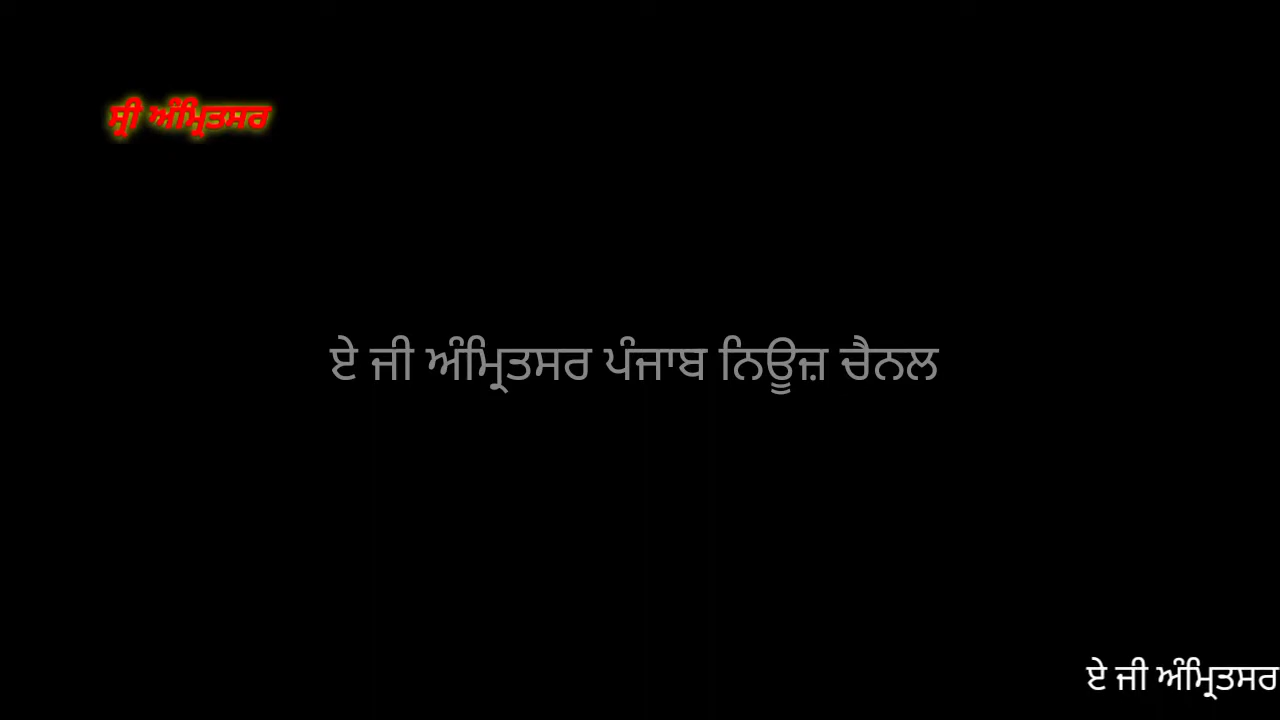 ਸ੍ਰੀ ਅੰਮ੍ਰਿਤਸਰ
ਏ ਜੀ ਅੰਮ੍ਰਿਤਸਰ ਪੰਜਾਬ ਨਿਊਜ਼ ਚੈਨਲ
ਏ ਜੀ ਅੰਮ੍ਰਿਤਸਰ